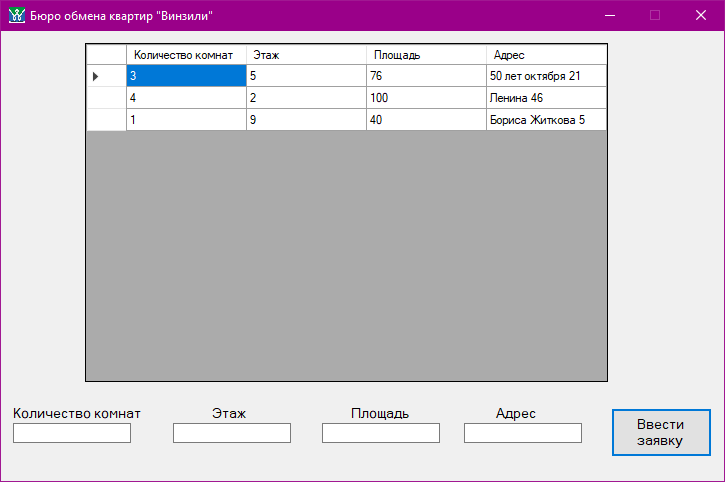 Бюро обмена квартир "Винзили"
Количество комнат Этаж Площадь Адрес
3 5 76 50 лет октября 21
4 2 100 Ленина 46
1 9 40 Бориса Житкова 5
Количество комнат Этаж Площадь Адрес
Ввести
заявку